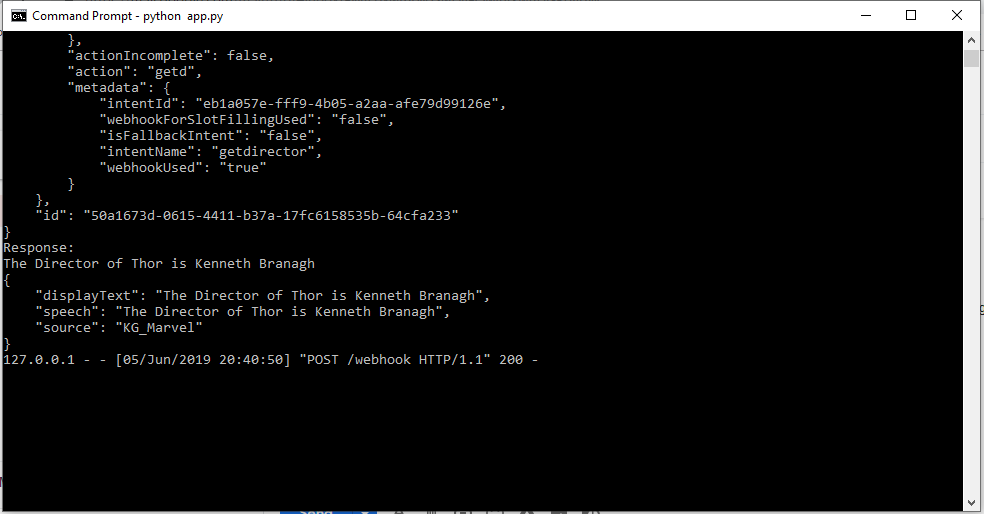 Command Prompt - python app.py
},
"actionIncomplete": false,
"action": "getd",
"metadata": {
"intentId": "eb1a057e-fff9-4b05-a2aa-afe79d99126e",
"webhookForSlotFillingUsed": "false",
"isFallbackIntent": "false",
"intentName": "getdirector",
"webhookUsed": "true"
}
},
"id": "50a1673d-0615-4411-b37a-17fc6158535b-64cfa233"
}
Response:
The Director of Thor is Kenneth Branagh
{
"displayText": "The Director of Thor is Kenneth Branagh",
"speech": "The Director of Thor is Kenneth Branagh",
"source": "KG_Marvel"
}
127.0.0.1 - - [05/Jun/2019 20:40:50] "POST /webhook HTTP/1.1" 200 -